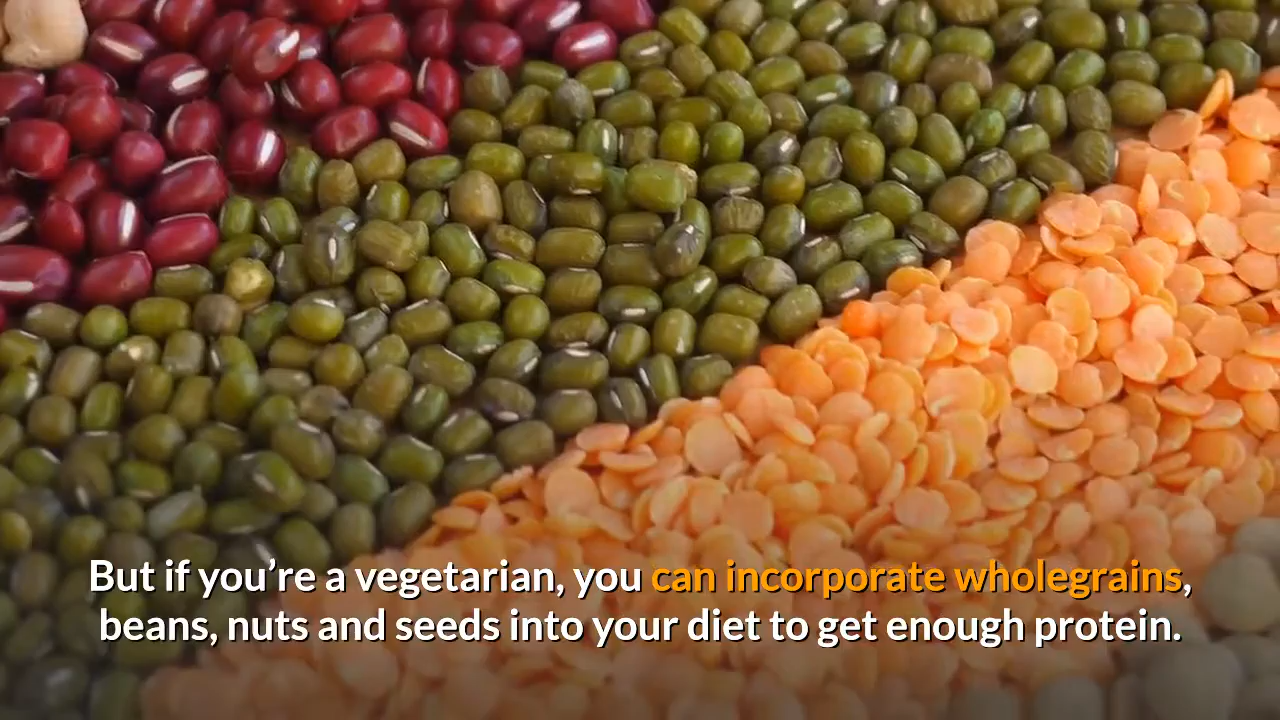 But if you’re a vegetarian, you can incorporate wholegrains,
beans, nuts and seeds into your diet to get enough protein.